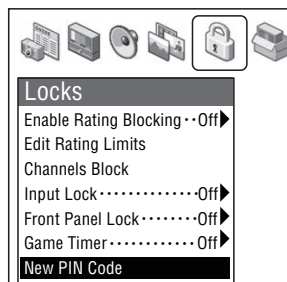 Locks
Enable Rating Blocking··Off
Edit Rating Limits
Channels Block
Input Lock··············Off
Front Panel Lock········Off
Game Timer············Off
New PIN Code